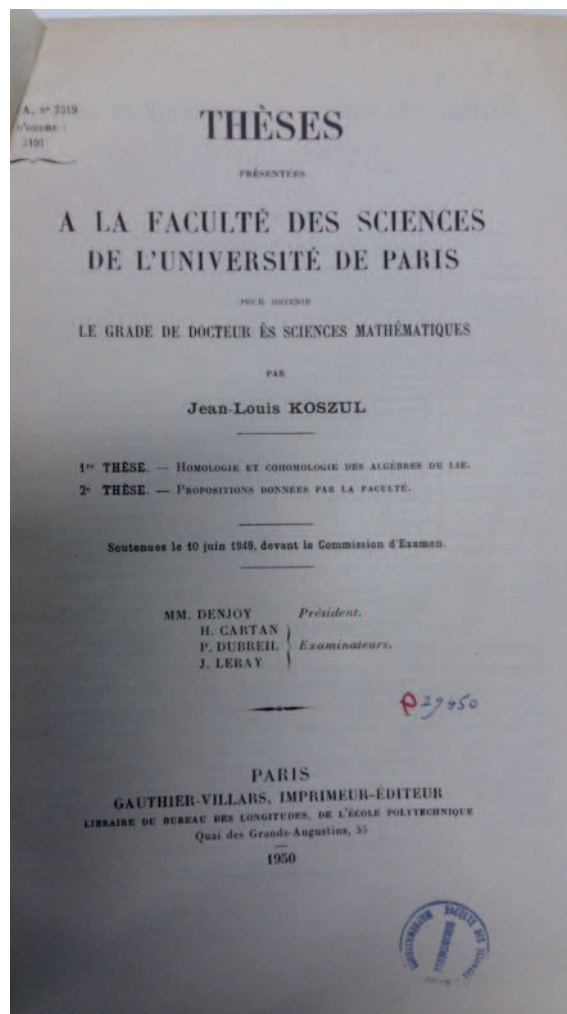 A, nº 2319
D'ORDRE :
3191
THÈSES
PRÉSENTÉES
A LA FACULTÉ DES SCIENCES
DE L'UNIVERSITÉ DE PARIS
POUR OBTENIR
LE GRADE DE DOCTEUR ÈS SCIENCES MATHÉMATIQUES
PAR
Jean-Louis KOSZUL
1re THÈSE. — HOMOLOGIE ET COHOMOLOGIE DES ALGÈBRES DE LIE.
2e THÈSE. — PROPOSITIONS DONNÉES PAR LA FACULTÉ.
Soutenues le 10 juin 1949, devant la Commission d'Examen.
MM. DENJOY Président.
H. CARTAN
P. DUBREIL Examinateurs.
J. LERAY
P 29450
PARIS
GAUTHIER-VILLARS, IMPRIMEUR-ÉDITEUR
LIBRAIRE DU BUREAU DES LONGITUDES, DE L'ÉCOLE POLYTECHNIQUE
Quai des Grands-Augustins, 55
1950
FACULTÉ DES SCIENCES